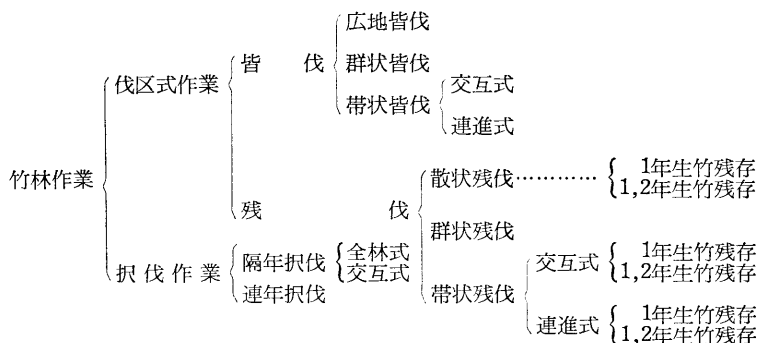 広地皆伐
皆伐 群状皆伐
伐区式作業 帯状皆伐 交互式
連進式
竹林作業 散状残伐………… 1年生竹残存
1,2年生竹残存
残伐 群状残伐
択伐作業 隔年択伐 全林式 交互式 1年生竹残存
連年択伐 交互式 帯状残伐 1,2年生竹残存
連進式 1年生竹残存
1,2年生竹残存